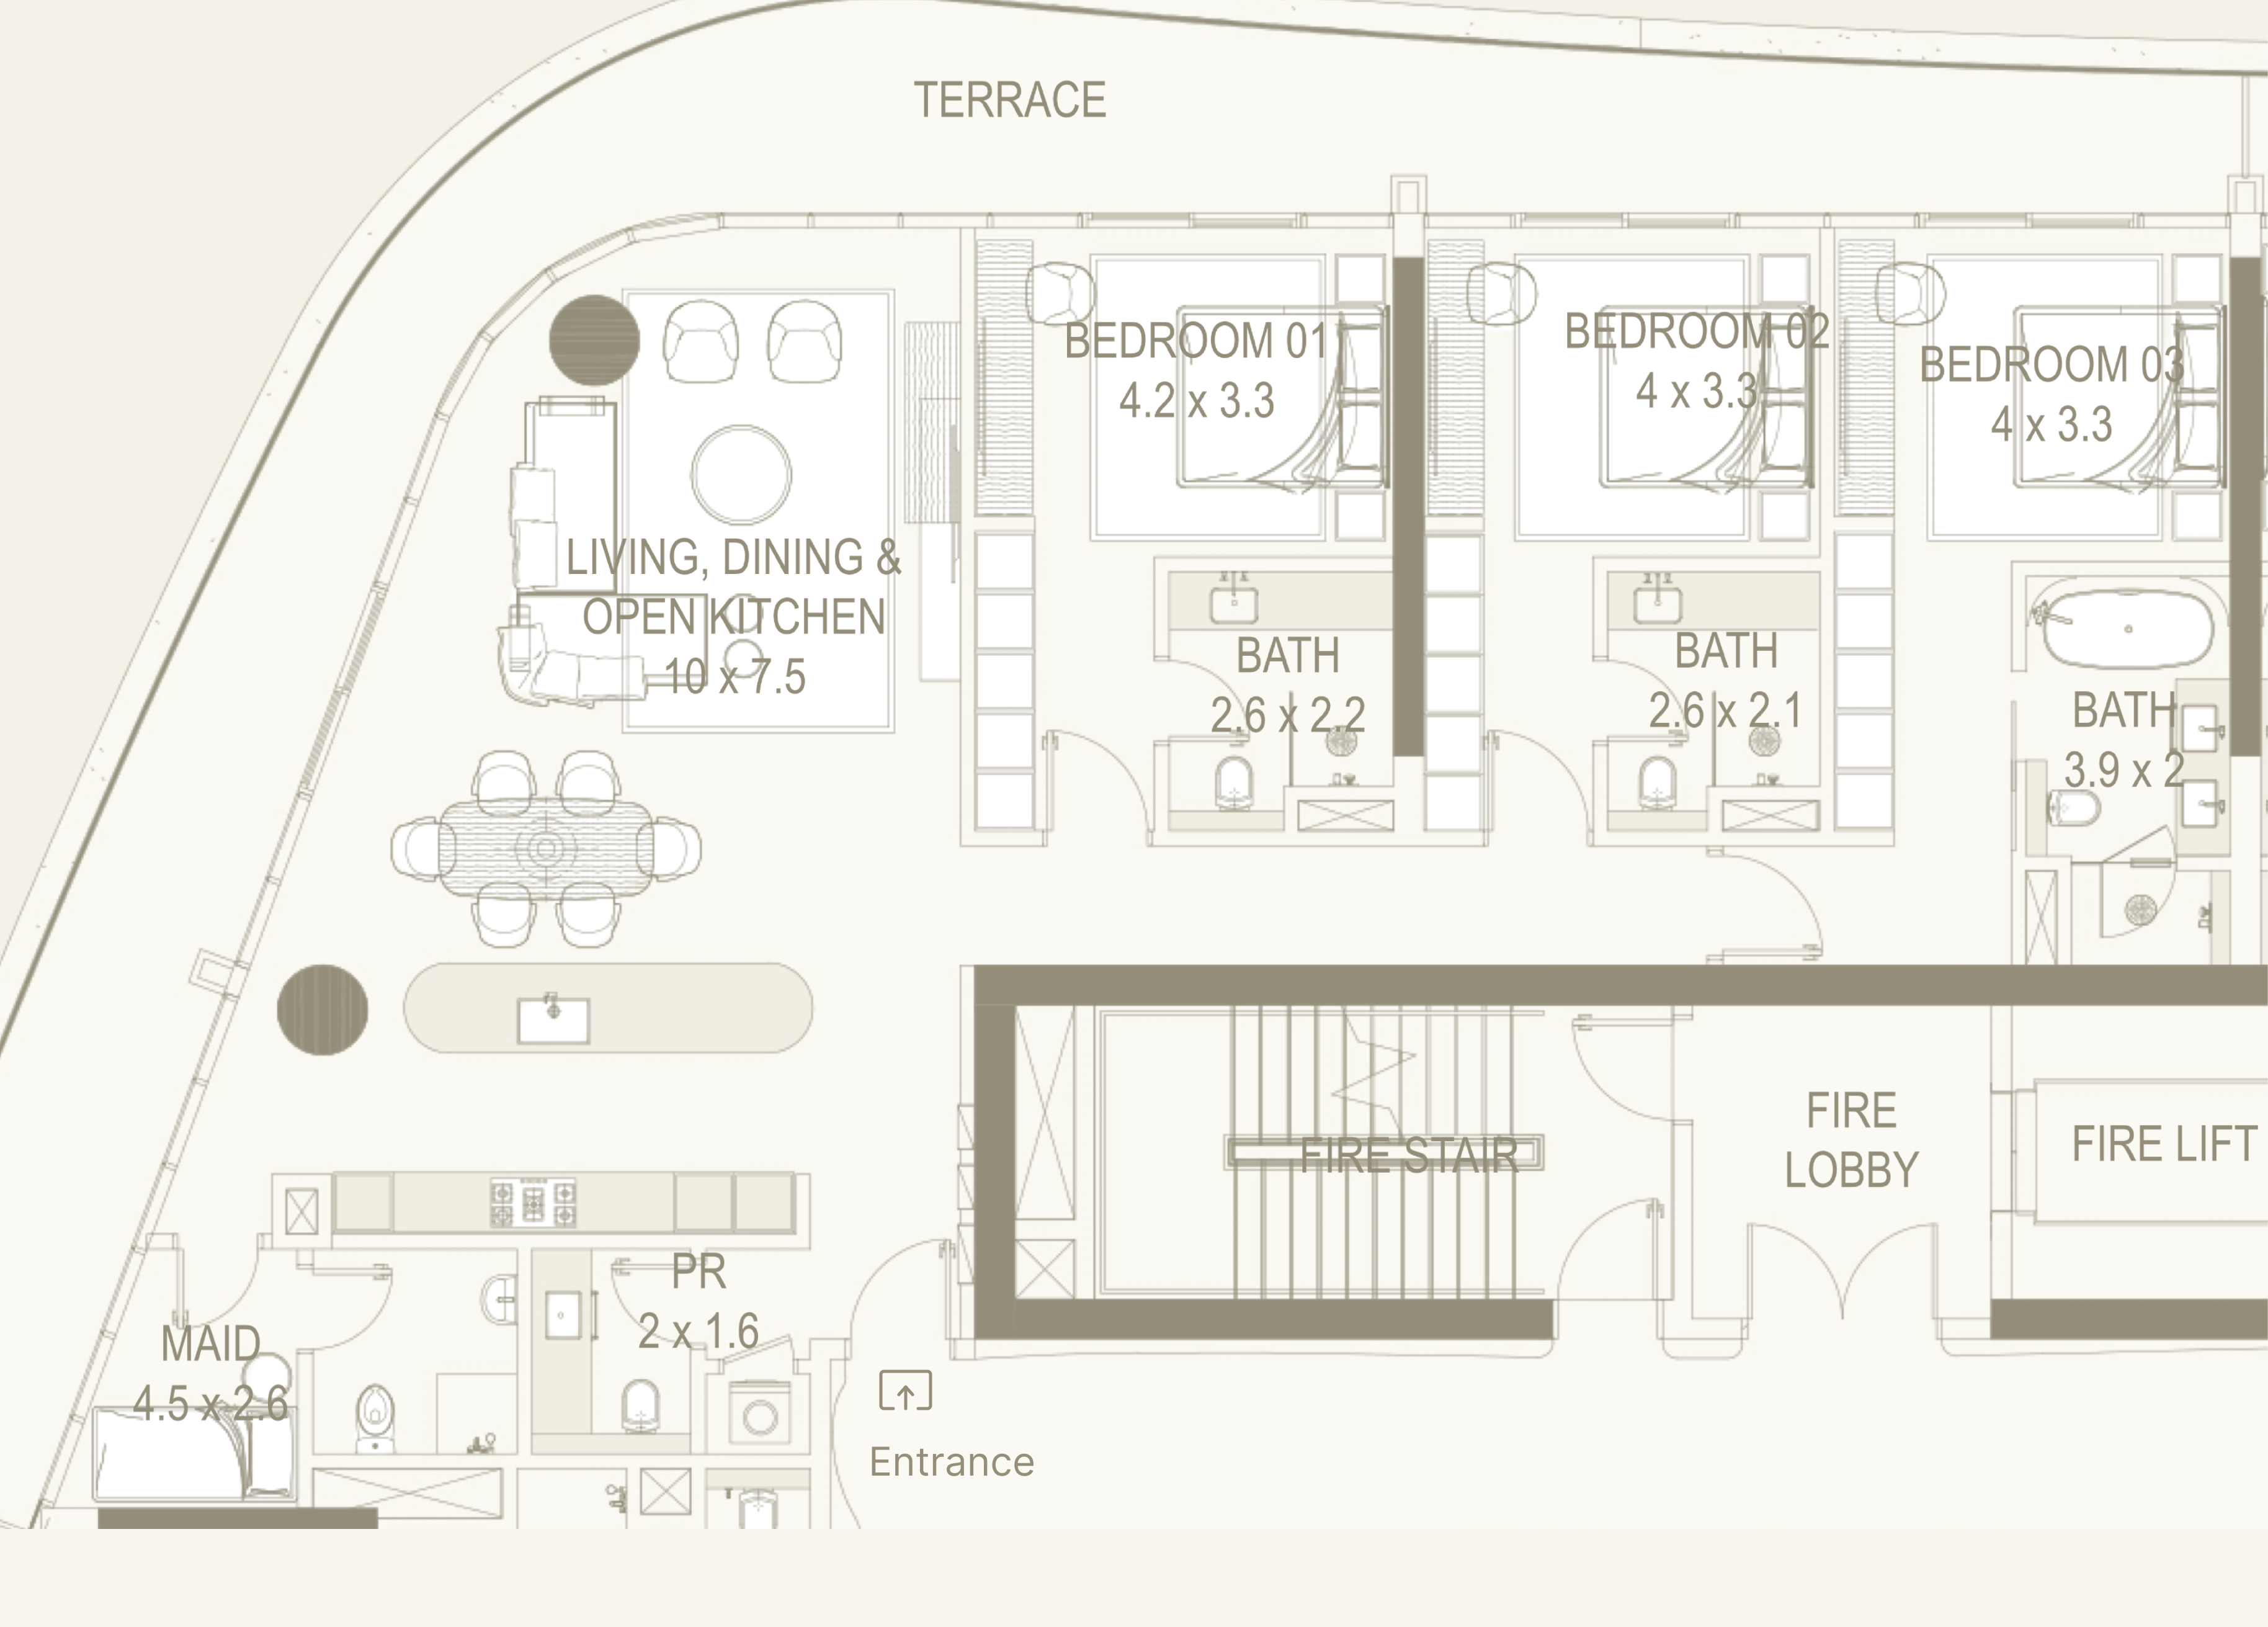 TERRACE
BEDROOM 01
4.2 x 3.3
BEDROOM 02
4 x 3.3
BEDROOM 03
4 x 3.3
LIVING, DINING &
OPEN KITCHEN
10 x 7.5
BATH
2.6 x 2.2
BATH
2.6 x 2.1
BATH
3.9 x 2
FIRE STAIR
FIRE
LOBBY
FIRE LIFT
PR
2 x 1.6
MAID
4.5 x 2.6
Entrance